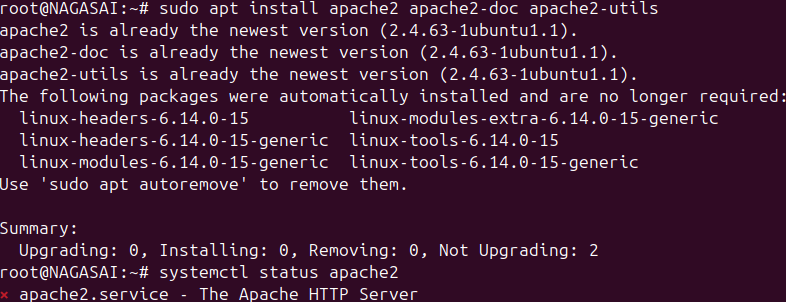 root@NAGASAI:~# sudo apt install apache2 apache2-doc apache2-utils
apache2 is already the newest version (2.4.63-1ubuntu1.1).
apache2-doc is already the newest version (2.4.63-1ubuntu1.1).
apache2-utils is already the newest version (2.4.63-1ubuntu1.1).
The following packages were automatically installed and are no longer required:
  linux-headers-6.14.0-15          linux-modules-extra-6.14.0-15-generic
  linux-headers-6.14.0-15-generic  linux-tools-6.14.0-15
  linux-modules-6.14.0-15-generic  linux-tools-6.14.0-15-generic
Use 'sudo apt autoremove' to remove them.

Summary:
  Upgrading: 0, Installing: 0, Removing: 0, Not Upgrading: 2
root@NAGASAI:~# systemctl status apache2
× apache2.service - The Apache HTTP Server